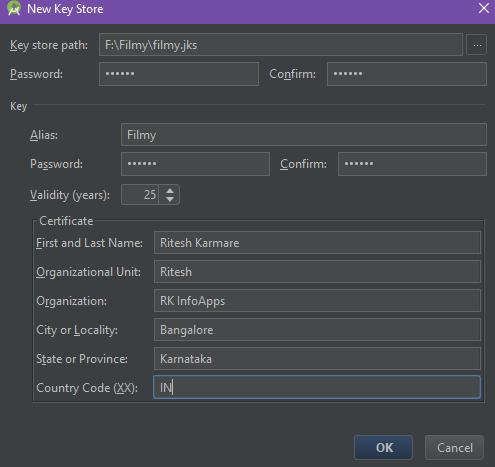 New Key Store
Key store path: F:\Filmy\filmy.jks ...
Password: •••••• Confirm: ••••••
Key
Alias: Filmy
Password: •••••• Confirm: ••••••
Validity (years): 25
Certificate
First and Last Name: Ritesh Karmare
Organizational Unit: Ritesh
Organization: RK InfoApps
City or Locality: Bangalore
State or Province: Karnataka
Country Code (XX): IN
OK Cancel